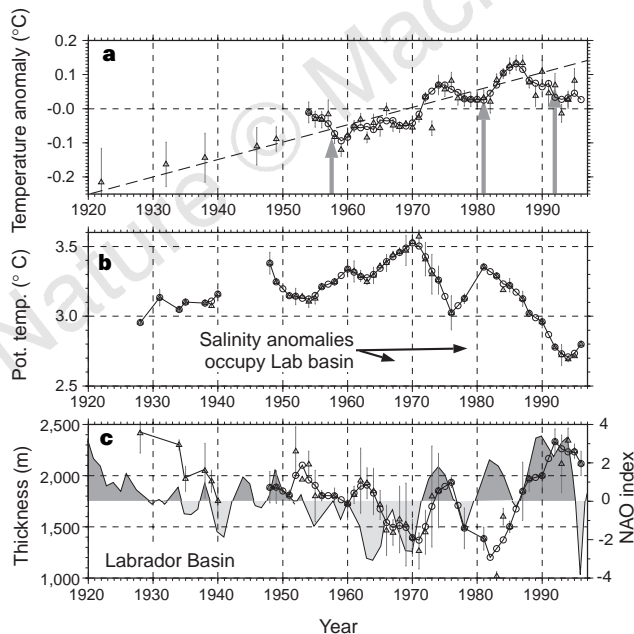 Nature © Mac
a
Temperature anomaly (°C)
0.2
0.1
-0.0
-0.1
-0.2
1920 1930 1940 1950 1960 1970 1980 1990
b
Pot. temp. (° C)
3.5
3.0
2.5
Salinity anomalies
occupy Lab basin
1920 1930 1940 1950 1960 1970 1980 1990
c
Thickness (m)
2,500
2,000
1,500
1,000
Labrador Basin
4
2
0
-2
-4
NAO index
1920 1930 1940 1950 1960 1970 1980 1990
Year